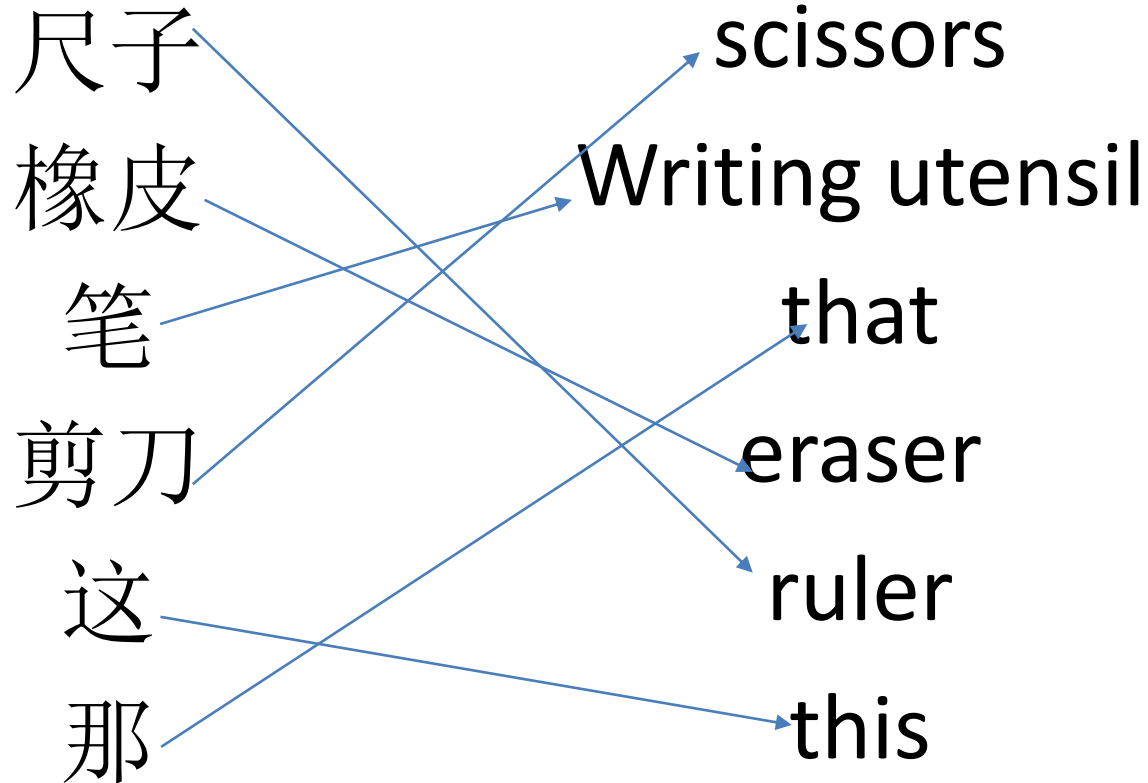 尺子 scissors
橡皮 Writing utensil
笔 that
剪刀 eraser
这 ruler
那 this